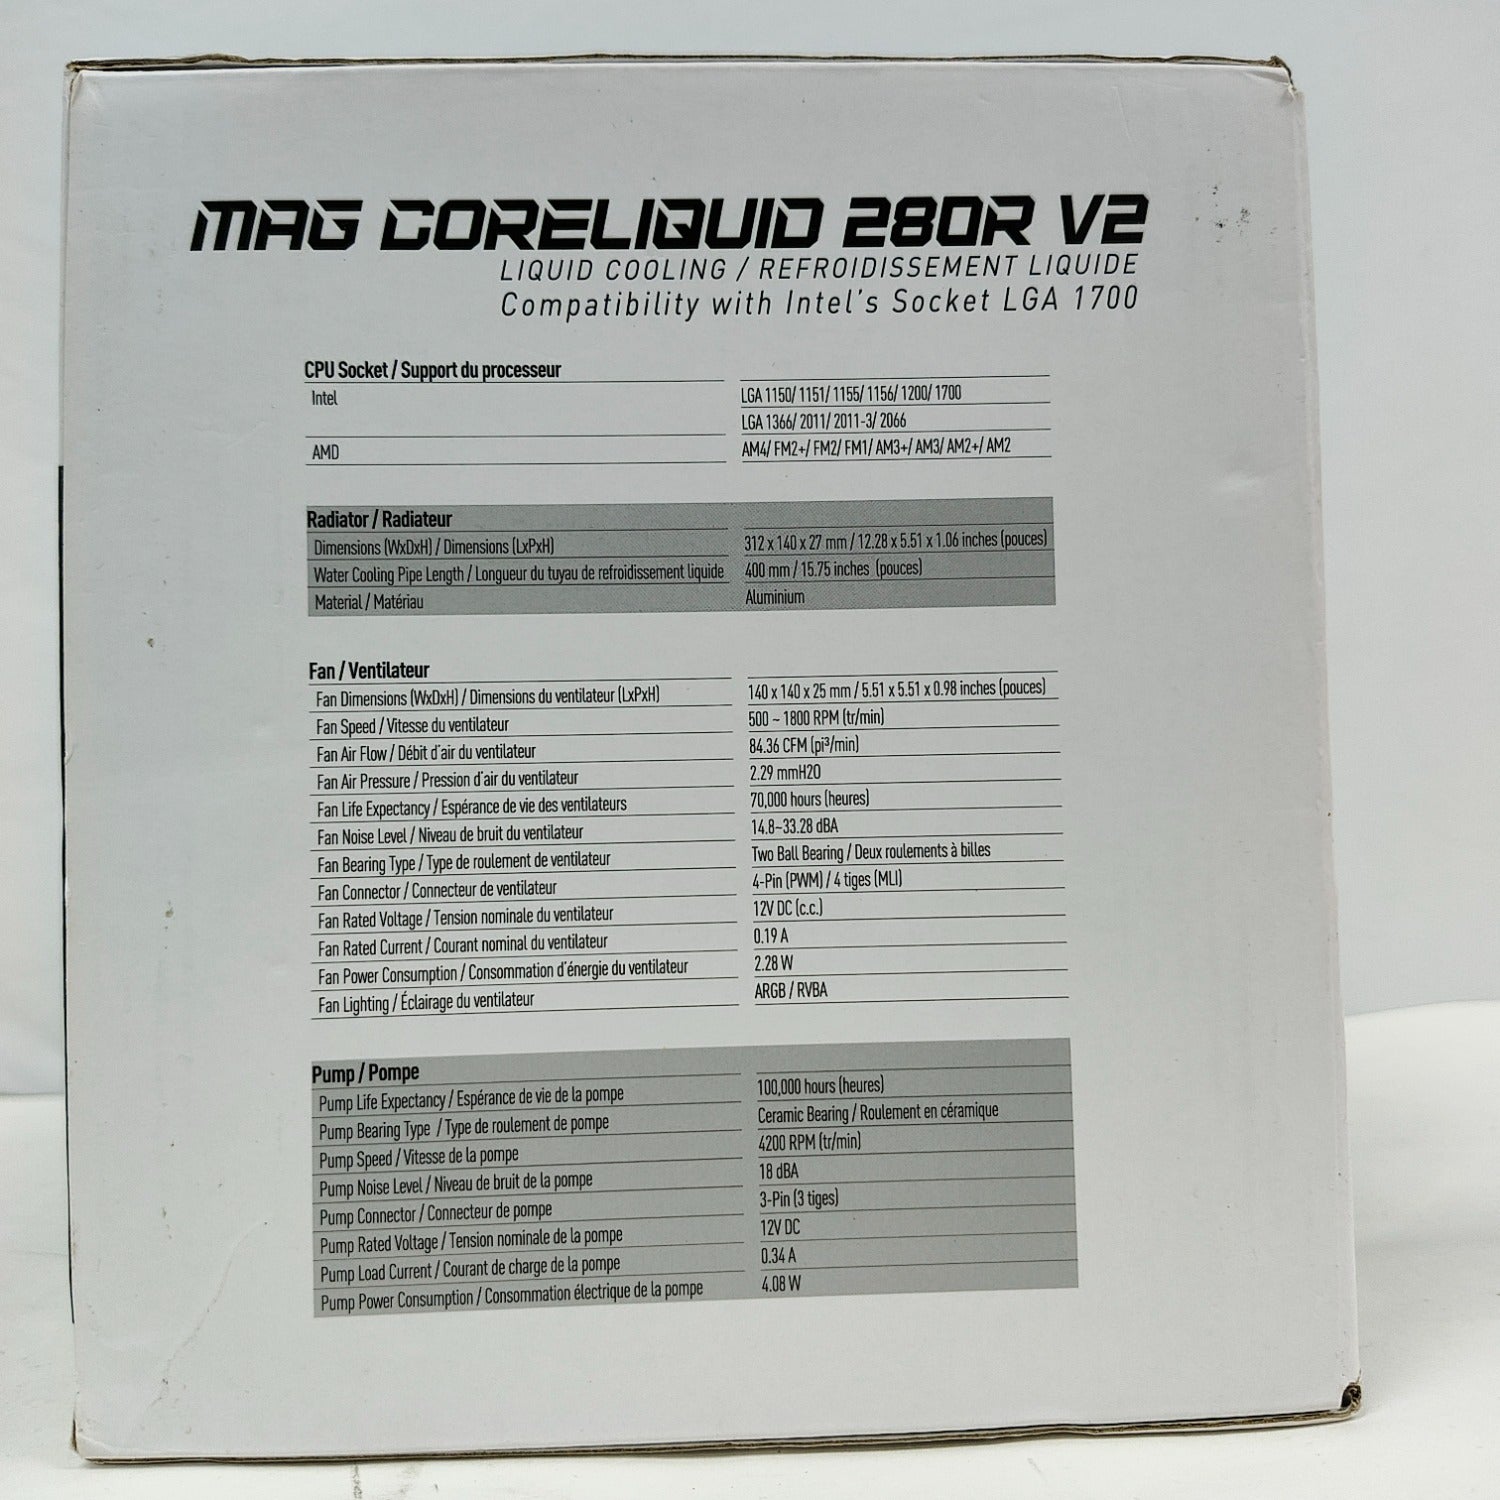 MAG CORELIQUID 280R V2
LIQUID COOLING / REFROIDISSEMENT LIQUIDE
Compatibility with Intel's Socket LGA 1700
CPU Socket / Support du processeur
Intel LGA 1150/ 1151/ 1155/ 1156/ 1200/ 1700
LGA 1366/ 2011/ 2011-3/ 2066
AMD AM4/ FM2+/ FM2/ FM1/ AM3+/ AM3/ AM2+/ AM2
Radiator / Radiateur
Dimensions (WxDxH) / Dimensions (LxPxH) 312 x 140 x 27 mm / 12.28 x 5.51 x 1.06 inches (pouces)
Water Cooling Pipe Length / Longueur du tuyau de refroidissement liquide 400 mm / 15.75 inches (pouces)
Material / Matériau Aluminium
Fan / Ventilateur
Fan Dimensions (WxDxH) / Dimensions du ventilateur (LxPxH) 140 x 140 x 25 mm / 5.51 x 5.51 x 0.98 inches (pouces)
Fan Speed / Vitesse du ventilateur 500 ~ 1800 RPM (tr/min)
Fan Air Flow / Débit d'air du ventilateur 84.36 CFM (pi³/min)
Fan Air Pressure / Pression d'air du ventilateur 2.29 mmH2O
Fan Life Expectancy / Espérance de vie des ventilateurs 70,000 hours (heures)
Fan Noise Level / Niveau de bruit du ventilateur 14.8~33.28 dBA
Fan Bearing Type / Type de roulement de ventilateur Two Ball Bearing / Deux roulements à billes
Fan Connector / Connecteur de ventilateur 4-Pin (PWM) / 4 tiges (MLI)
Fan Rated Voltage / Tension nominale du ventilateur 12V DC (c.c.)
Fan Rated Current / Courant nominal du ventilateur 0.19 A
Fan Power Consumption / Consommation d'énergie du ventilateur 2.28 W
Fan Lighting / Éclairage du ventilateur ARGB / RVBA
Pump / Pompe
Pump Life Expectancy / Espérance de vie de la pompe 100,000 hours (heures)
Pump Bearing Type / Type de roulement de pompe Ceramic Bearing / Roulement en céramique
Pump Speed / Vitesse de la pompe 4200 RPM (tr/min)
Pump Noise Level / Niveau de bruit de la pompe 18 dBA
Pump Connector / Connecteur de pompe 3-Pin (3 tiges)
Pump Rated Voltage / Tension nominale de la pompe 12V DC
Pump Load Current / Courant de charge de la pompe 0.34 A
Pump Power Consumption / Consommation électrique de la pompe 4.08 W